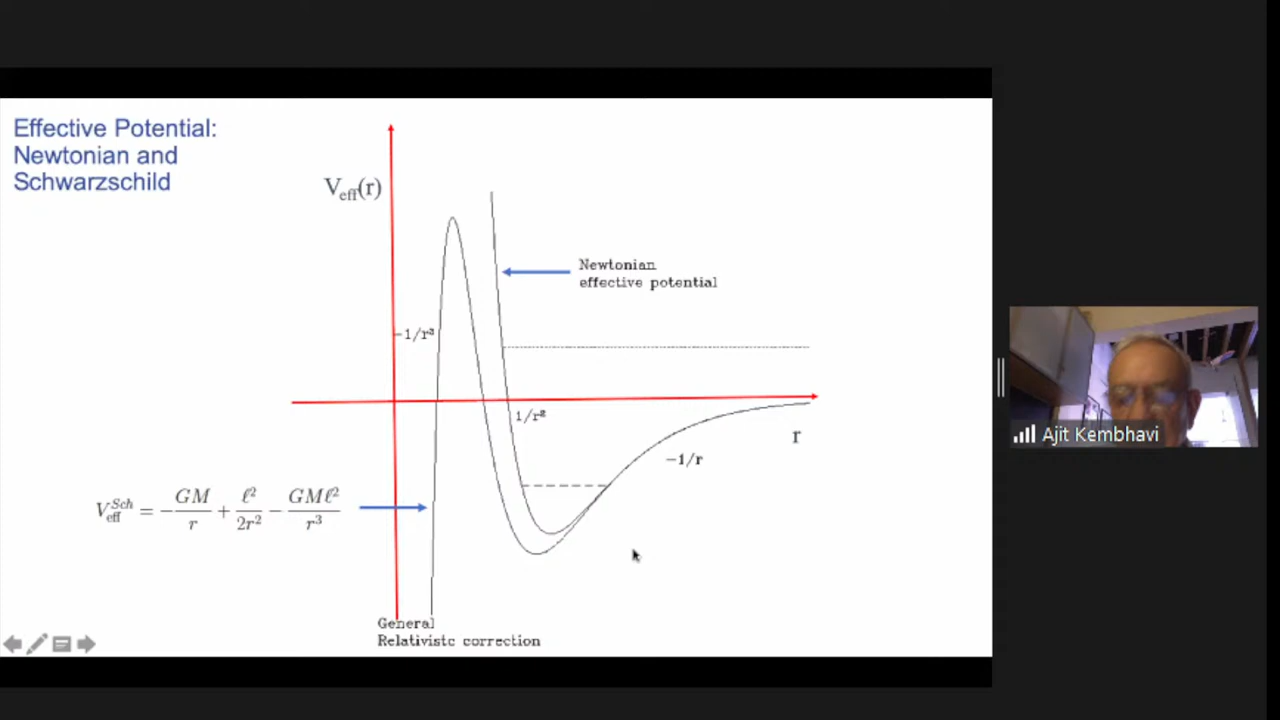 Effective Potential:
Newtonian and
Schwarzschild
V_eff(r)
Newtonian
effective potential
-1/r³
1/r²
r
-1/r
V_eff^Sch = -GM/r + ℓ²/2r² - GMℓ²/r³
General
Relativistc correction
Ajit Kembhavi